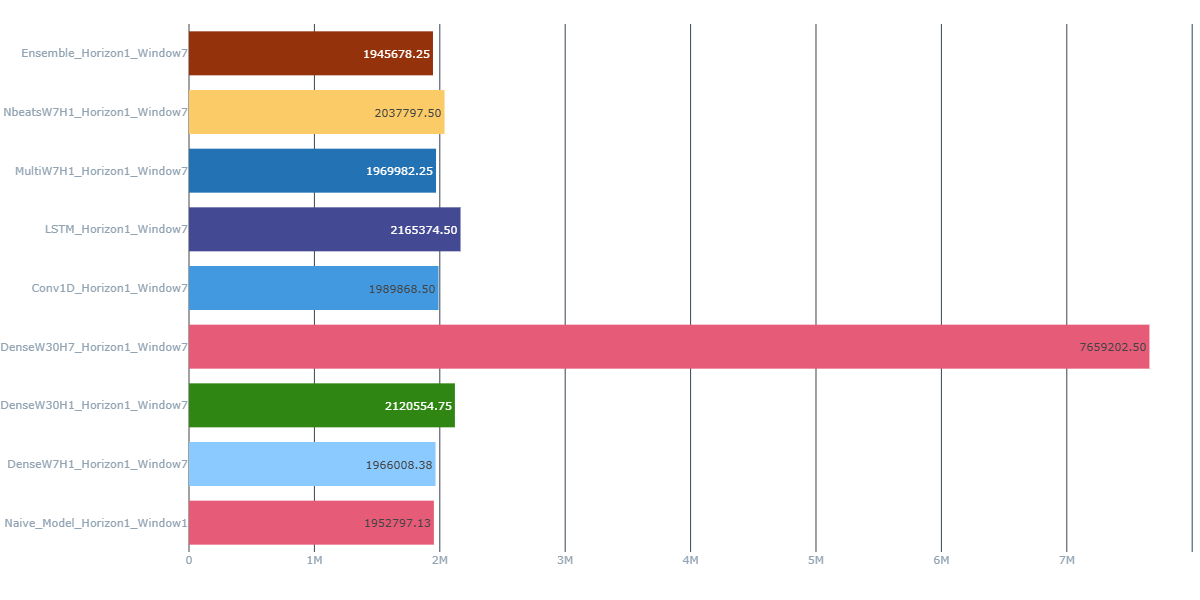 Ensemble_Horizon1_Window7 1945678.25
NbeatsW7H1_Horizon1_Window7 2037797.50
MultiW7H1_Horizon1_Window7 1969982.25
LSTM_Horizon1_Window7 2165374.50
Conv1D_Horizon1_Window7 1989868.50
DenseW30H7_Horizon1_Window7 7659202.50
DenseW30H1_Horizon1_Window7 2120554.75
DenseW7H1_Horizon1_Window7 1966008.38
Naive_Model_Horizon1_Window1 1952797.13
0 1M 2M 3M 4M 5M 6M 7M